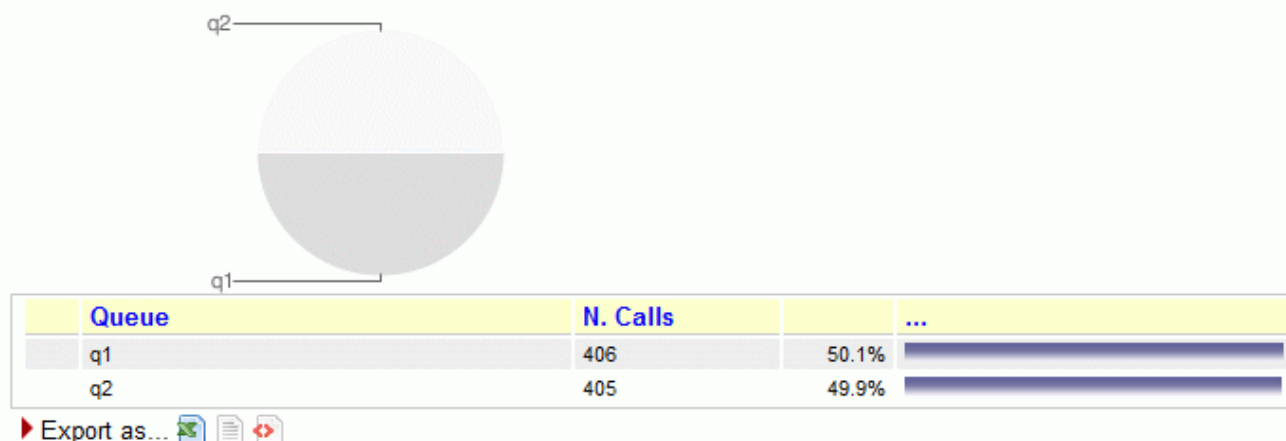 q2
q1
Queue N. Calls ...
q1 406 50.1%
q2 405 49.9%
Export as...